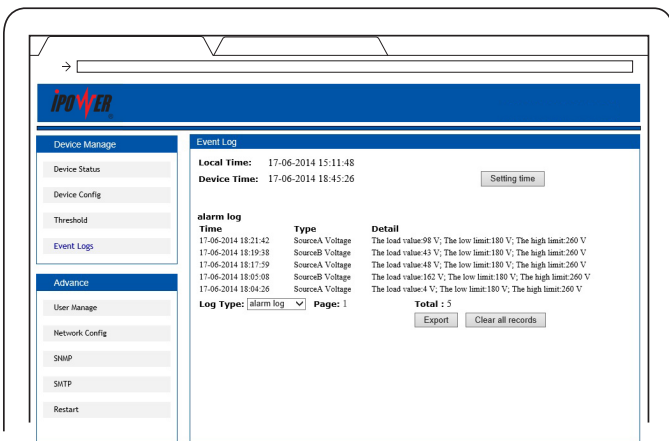 iPOWER
Device Manage
Device Status
Device Config
Threshold
Event Logs
Advance
User Manage
Network Config
SNMP
SMTP
Restart
Event Log
Local Time: 17-06-2014 15:11:48
Device Time: 17-06-2014 18:45:26
Setting time
alarm log
Time Type Detail
17-06-2014 18:21:42 SourceA Voltage The load value:98 V; The low limit:180 V; The high limit:260 V
17-06-2014 18:19:38 SourceB Voltage The load value:43 V; The low limit:180 V; The high limit:260 V
17-06-2014 18:17:59 SourceA Voltage The load value:48 V; The low limit:180 V; The high limit:260 V
17-06-2014 18:05:08 SourceB Voltage The load value:162 V; The low limit:180 V; The high limit:260 V
17-06-2014 18:04:26 SourceA Voltage The load value:4 V; The low limit:180 V; The high limit:260 V
Log Type: alarm log Page: 1 Total : 5
Export Clear all records